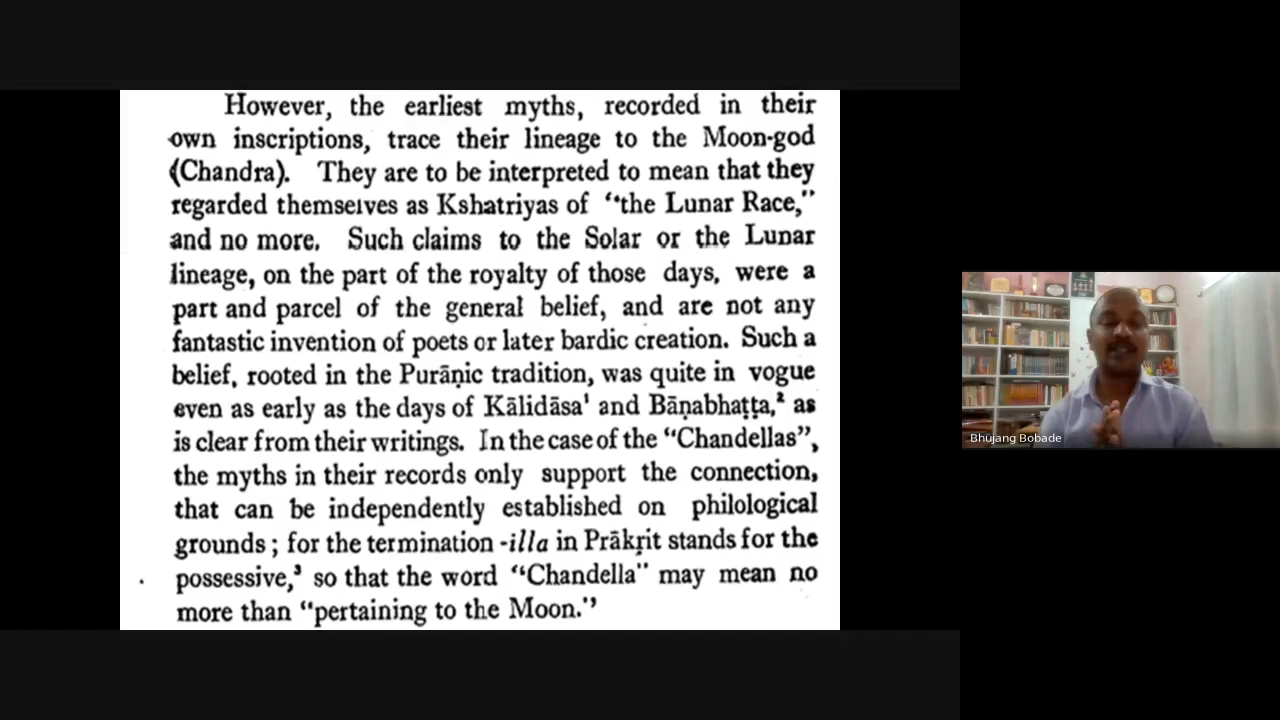 However, the earliest myths, recorded in their
own inscriptions, trace their lineage to the Moon-god
(Chandra). They are to be interpreted to mean that they
regarded themselves as Kshatriyas of “the Lunar Race,”
and no more. Such claims to the Solar or the Lunar
lineage, on the part of the royalty of those days, were a
part and parcel of the general belief, and are not any
fantastic invention of poets or later bardic creation. Such a
belief, rooted in the Purāṇic tradition, was quite in vogue
even as early as the days of Kālidāsa¹ and Bāṇabhaṭṭa,² as
is clear from their writings. In the case of the “Chandellas”,
the myths in their records only support the connection,
that can be independently established on philological
grounds ; for the termination -illa in Prākṛit stands for the
possessive,³ so that the word “Chandella” may mean no
more than “pertaining to the Moon.”
Bhujang Bobade